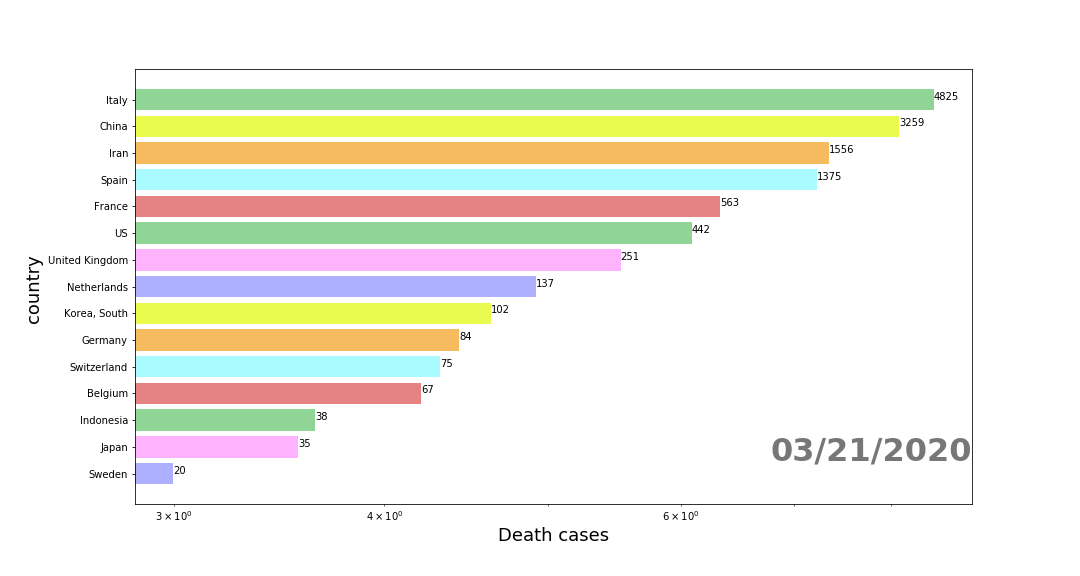 Italy 4825
China 3259
Iran 1556
Spain 1375
France 563
US 442
United Kingdom 251
Netherlands 137
Korea, South 102
Germany 84
Switzerland 75
Belgium 67
Indonesia 38
Japan 35
Sweden 20
country
03/21/2020
3 × 10⁰ 4 × 10⁰ 6 × 10⁰
Death cases